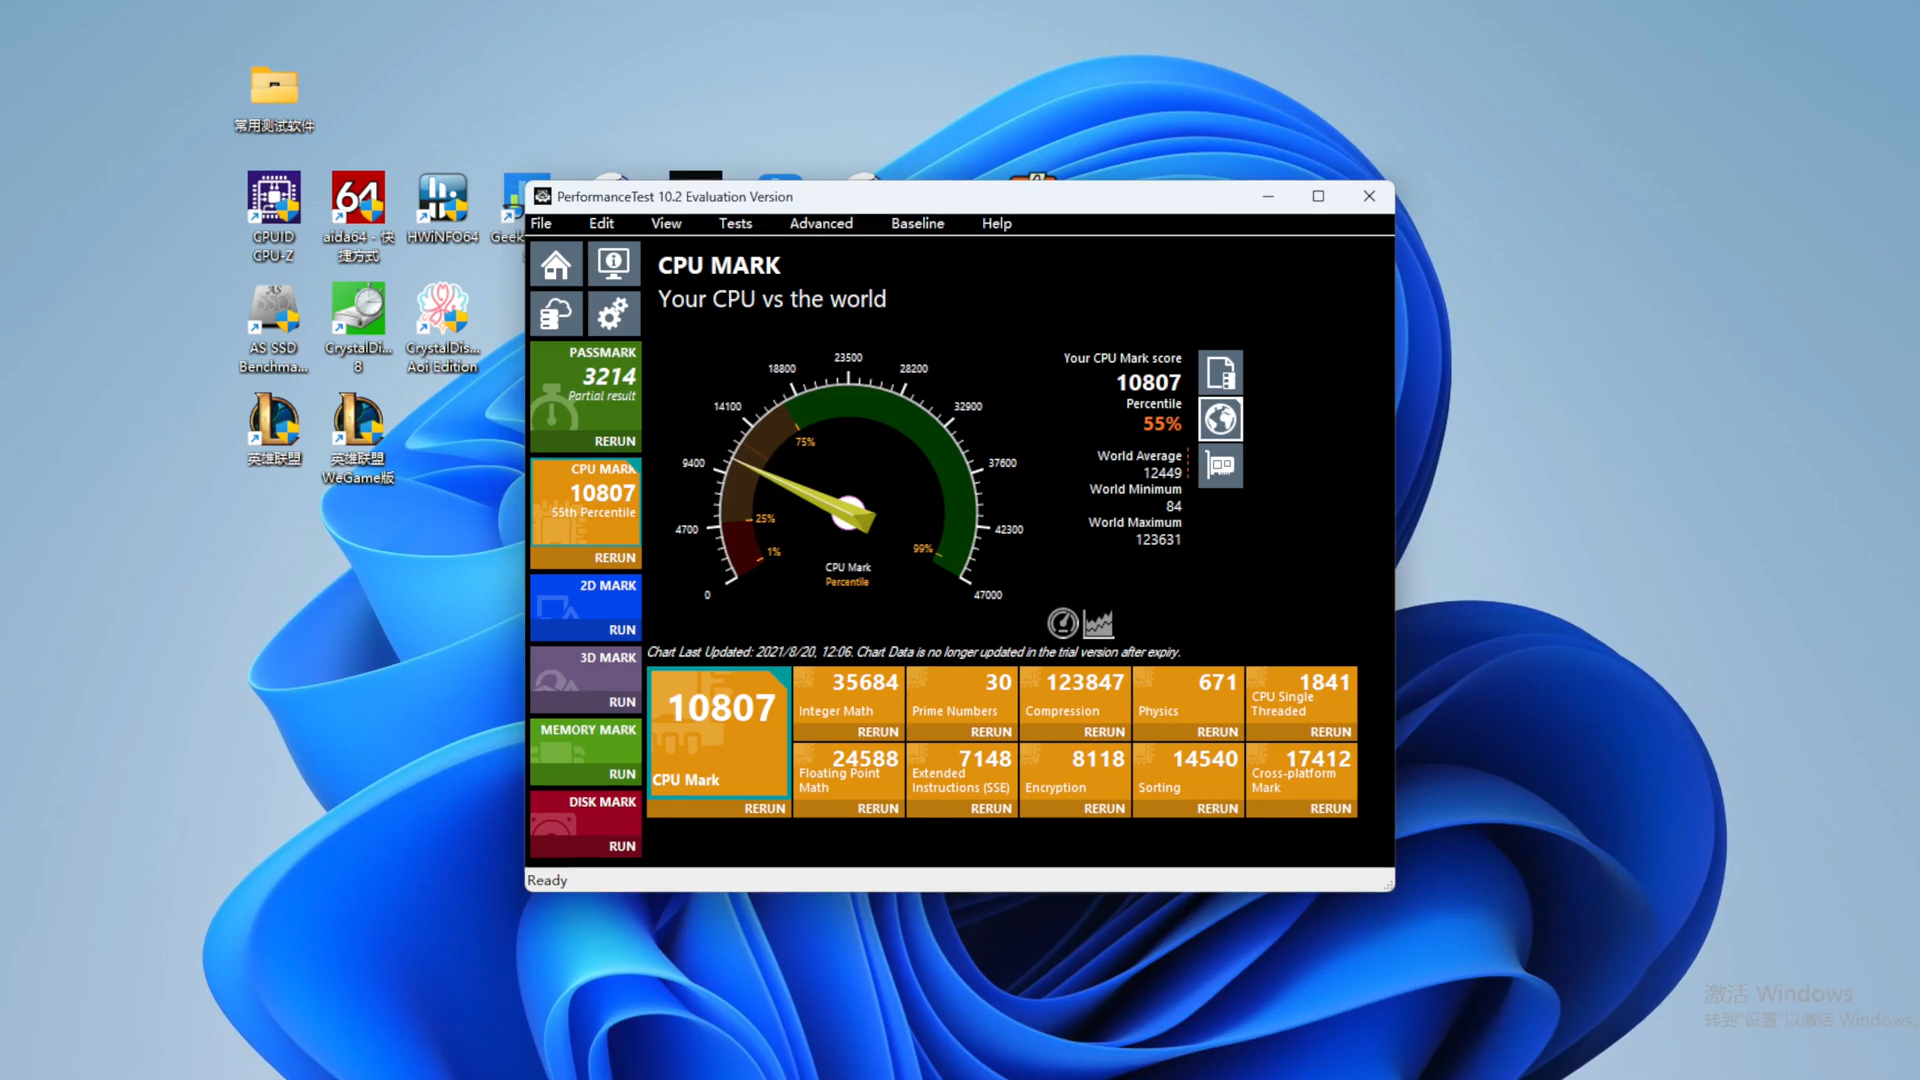 常用测试软件
CPUID
CPU-Z
aida64 - 快
捷方式
HWiNFO64
Geek
AS SSD
Benchma...
CrystalDi...
8
CrystalDis...
Aoi Edition
英雄联盟
英雄联盟
WeGame版
PerformanceTest 10.2 Evaluation Version
File Edit View Tests Advanced Baseline Help
CPU MARK
Your CPU vs the world
PASSMARK
3214
Partial result
RERUN
CPU MARK
10807
55th Percentile
RERUN
2D MARK
RUN
3D MARK
RUN
MEMORY MARK
RUN
DISK MARK
RUN
0
4700
9400
14100
18800
23500
28200
32900
37600
42300
47000
1%
25%
75%
99%
CPU Mark
Percentile
Your CPU Mark score
10807
Percentile
55%
World Average
12449
World Minimum
84
World Maximum
123631
Chart Last Updated: 2021/8/20, 12:06. Chart Data is no longer updated in the trial version after expiry.
10807
CPU Mark
RERUN
35684
Integer Math
RERUN
30
Prime Numbers
RERUN
123847
Compression
RERUN
671
Physics
RERUN
1841
CPU Single
Threaded
RERUN
24588
Floating Point
Math
RERUN
7148
Extended
Instructions (SSE)
RERUN
8118
Encryption
RERUN
14540
Sorting
RERUN
17412
Cross-platform
Mark
RERUN
Ready
激活 Windows
转到"设置"以激活 Windows。